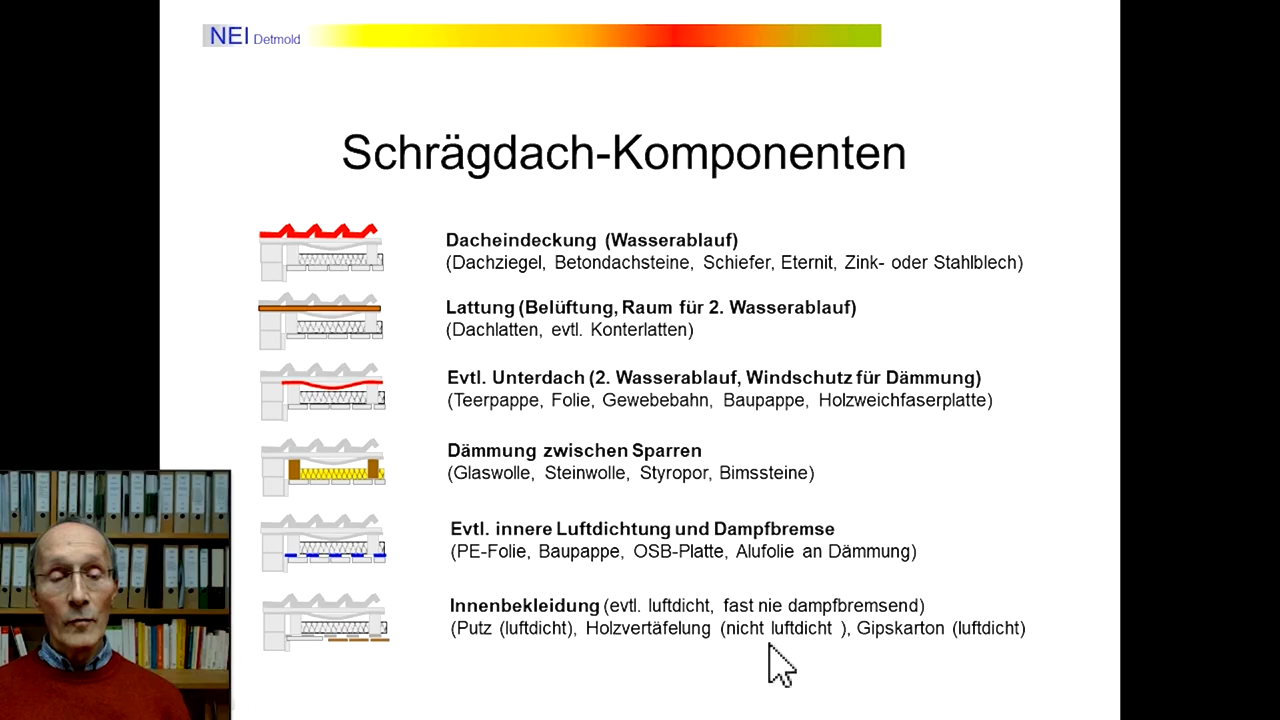 NEI Detmold
Schrägdach-Komponenten
Dacheindeckung (Wasserablauf)
(Dachziegel, Betondachsteine, Schiefer, Eternit, Zink- oder Stahlblech)
Lattung (Belüftung, Raum für 2. Wasserablauf)
(Dachlatten, evtl. Konterlatten)
Evtl. Unterdach (2. Wasserablauf, Windschutz für Dämmung)
(Teerpappe, Folie, Gewebebahn, Baupappe, Holzweichfaserplatte)
Dämmung zwischen Sparren
(Glaswolle, Steinwolle, Styropor, Bimssteine)
Evtl. innere Luftdichtung und Dampfbremse
(PE-Folie, Baupappe, OSB-Platte, Alufolie an Dämmung)
Innenbekleidung (evtl. luftdicht, fast nie dampfbremsend)
(Putz (luftdicht), Holzvertäfelung (nicht luftdicht ), Gipskarton (luftdicht)